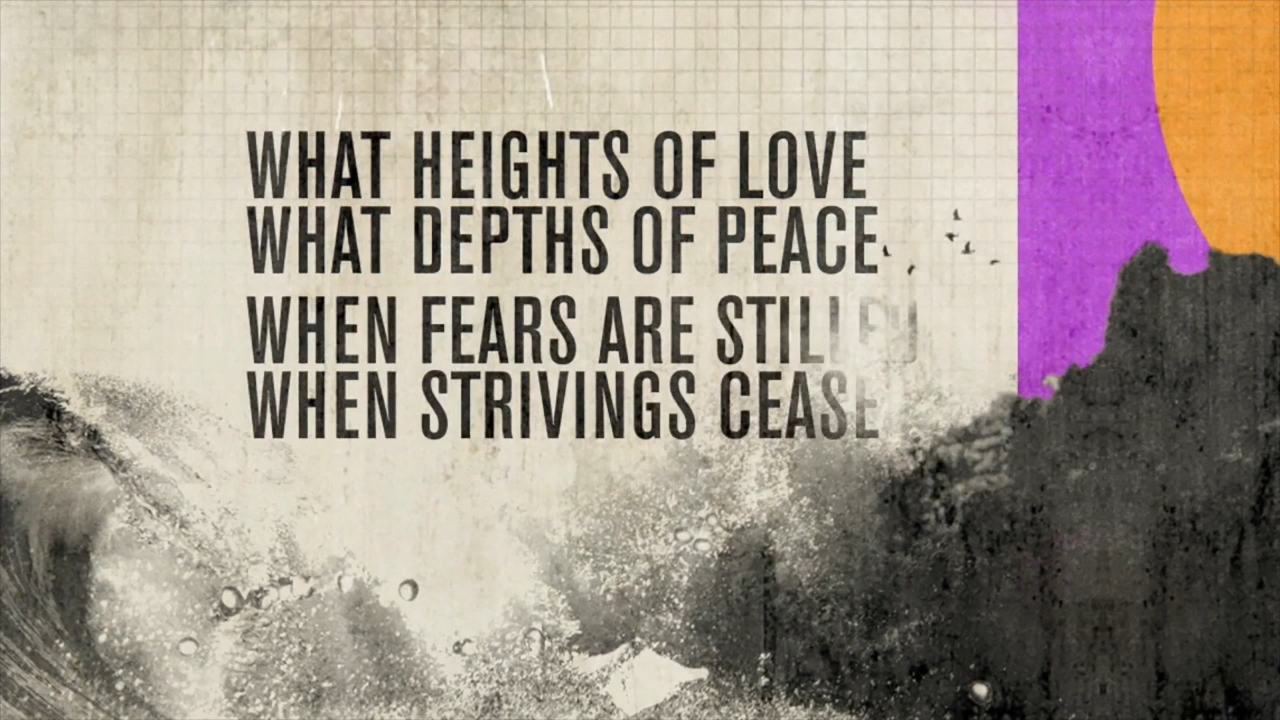 WHAT HEIGHTS OF LOVE
WHAT DEPTHS OF PEACE
WHEN FEARS ARE STILLED
WHEN STRIVINGS CEASE